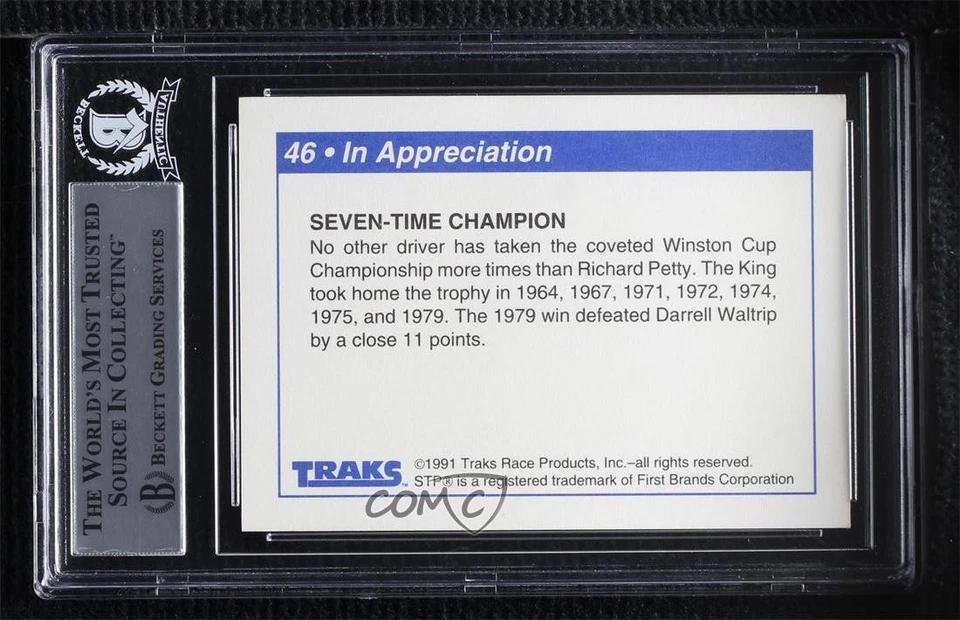 BECKETT
AUTHENTIC
B
THE WORLD'S MOST TRUSTED
SOURCE IN COLLECTING™
B BECKETT GRADING SERVICES
46 • In Appreciation
SEVEN-TIME CHAMPION
No other driver has taken the coveted Winston Cup
Championship more times than Richard Petty. The King
took home the trophy in 1964, 1967, 1971, 1972, 1974,
1975, and 1979. The 1979 win defeated Darrell Waltrip
by a close 11 points.
TRAKS™
©1991 Traks Race Products, Inc.–all rights reserved.
STP® is a registered trademark of First Brands Corporation
COMC